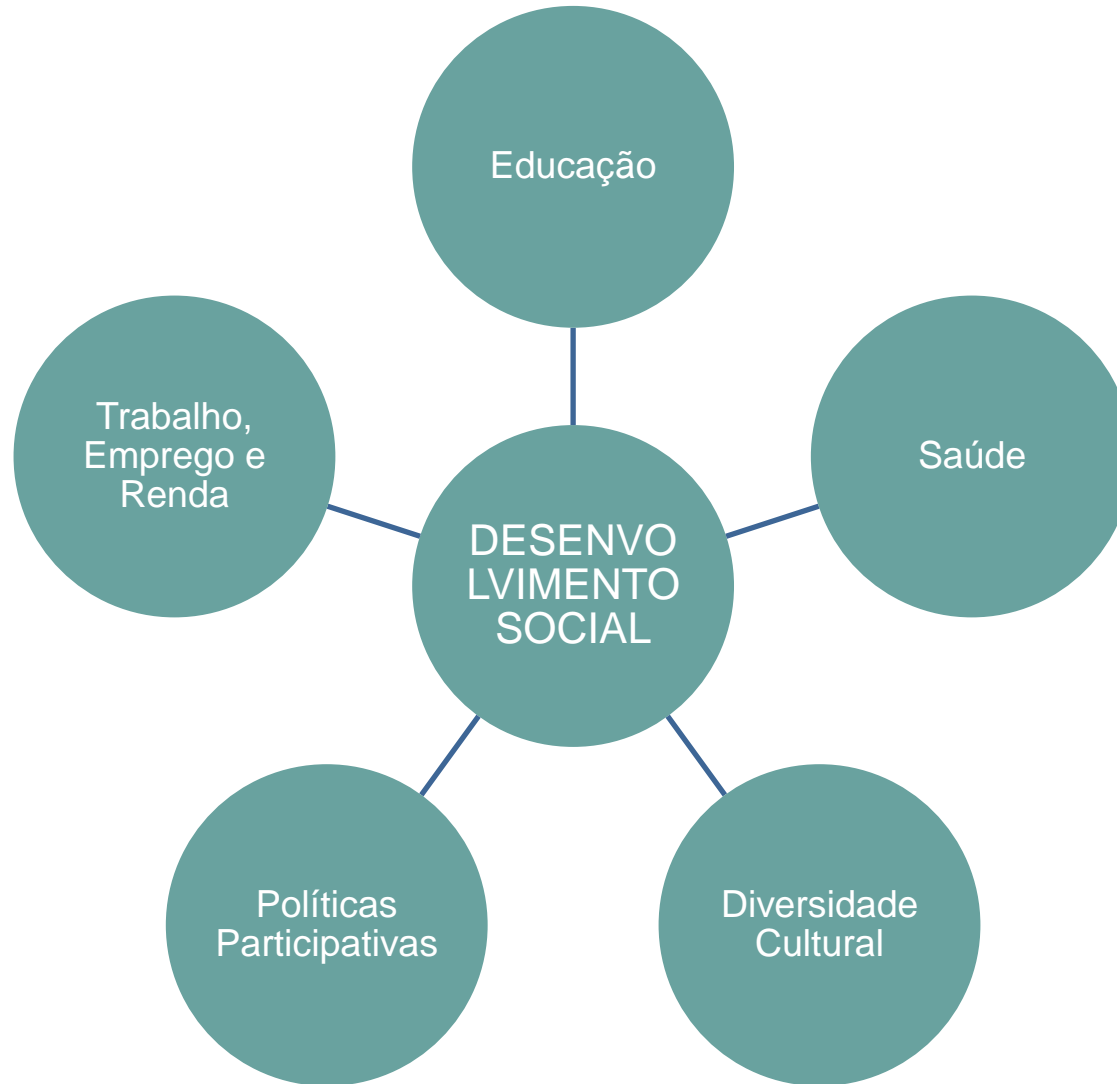 Educação
Trabalho,
Emprego e
Renda
Saúde
DESENVO
LVIMENTO
SOCIAL
Políticas
Participativas
Diversidade
Cultural